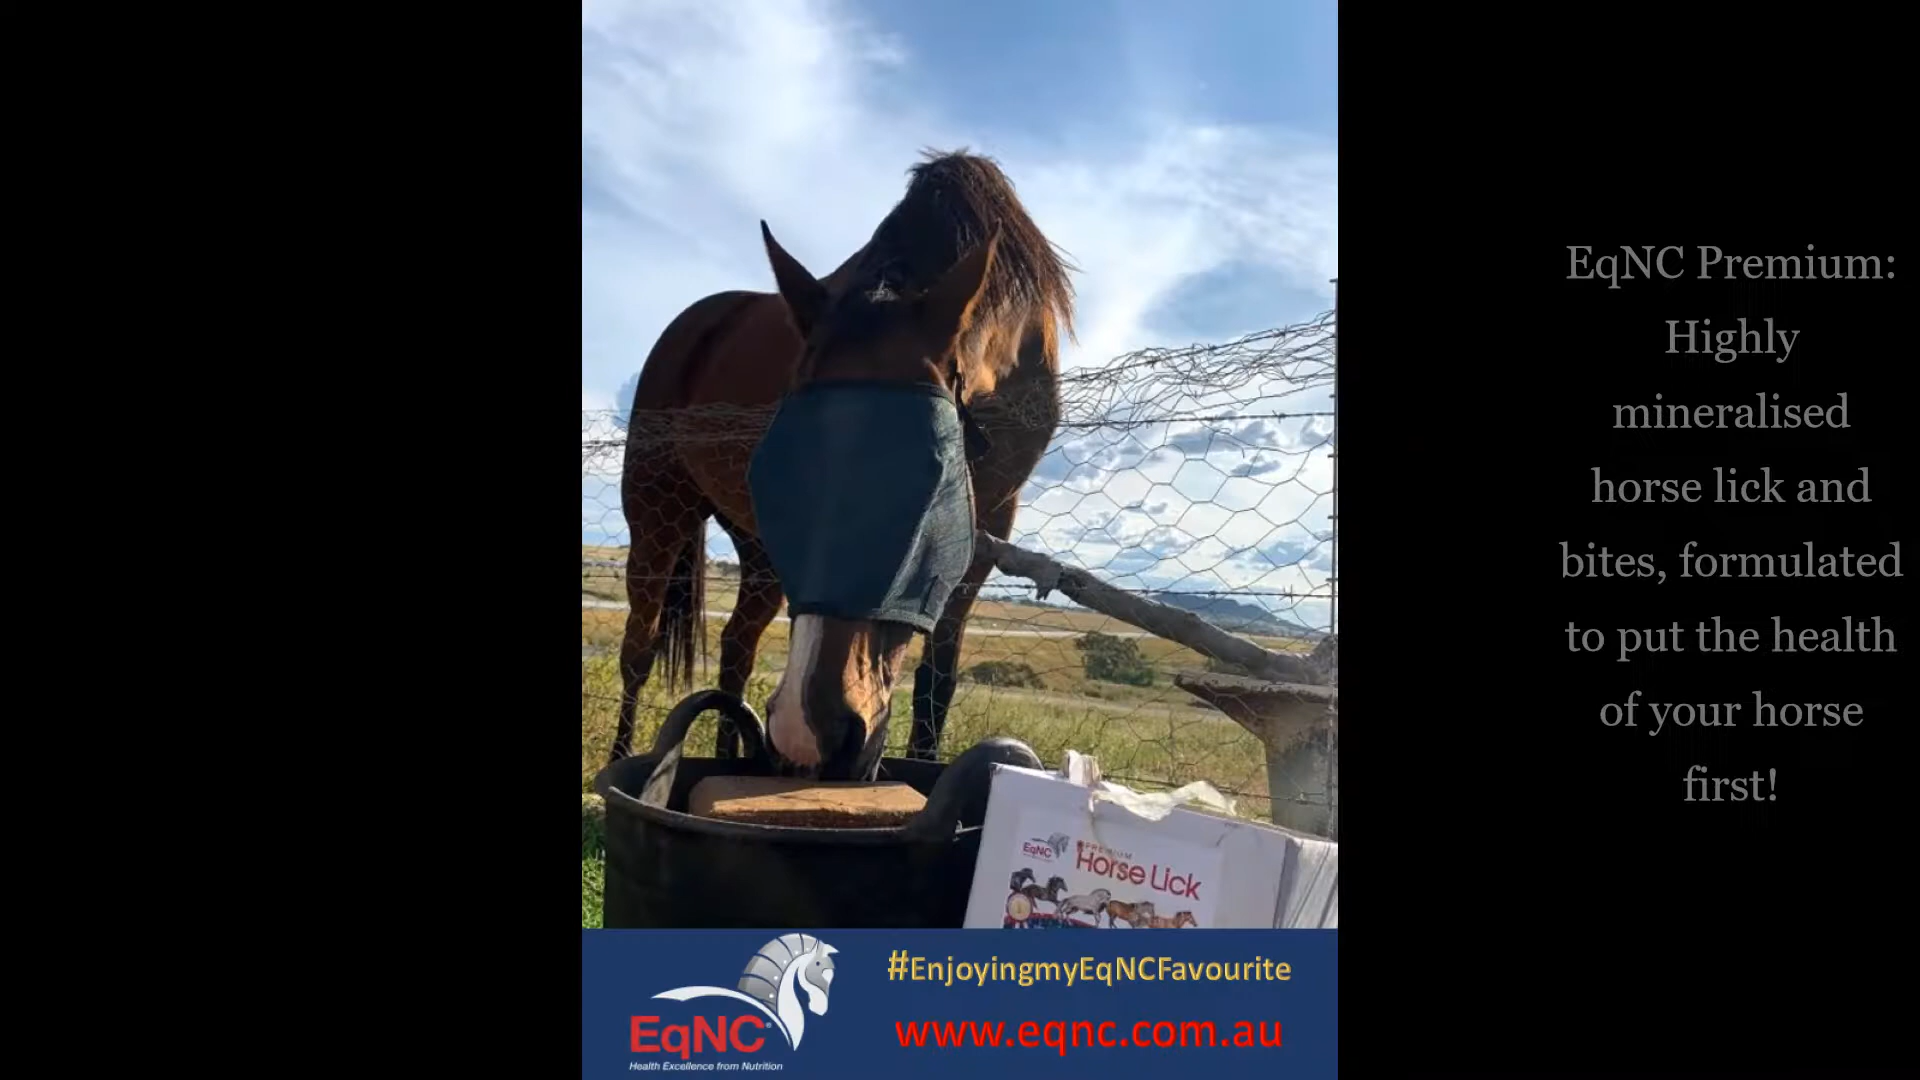 EqNC Premium:
Highly
mineralised
horse lick and
bites, formulated
to put the health
of your horse
first!
EqNC
PREMIUM
Horse Lick
#EnjoyingmyEqNCFavourite
www.eqnc.com.au
EqNC
Health Excellence from Nutrition